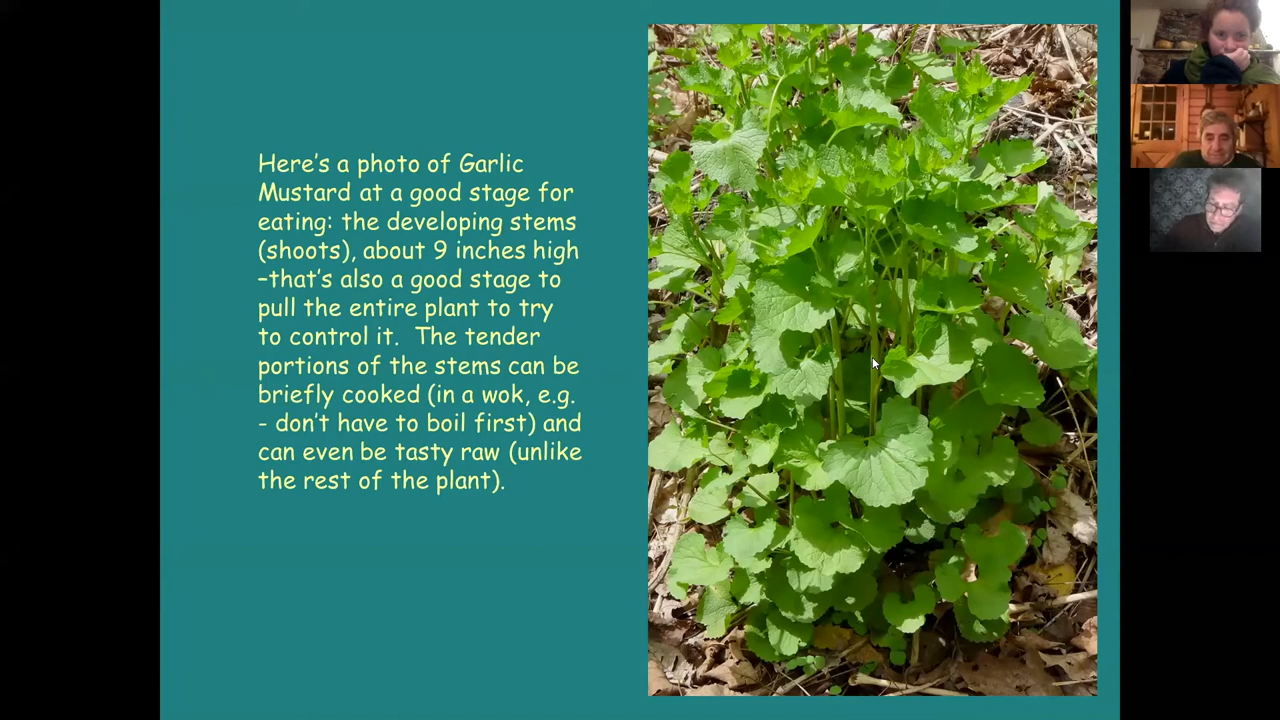 Here's a photo of Garlic
Mustard at a good stage for
eating: the developing stems
(shoots), about 9 inches high
–that's also a good stage to
pull the entire plant to try
to control it.  The tender
portions of the stems can be
briefly cooked (in a wok, e.g.
- don't have to boil first) and
can even be tasty raw (unlike
the rest of the plant).